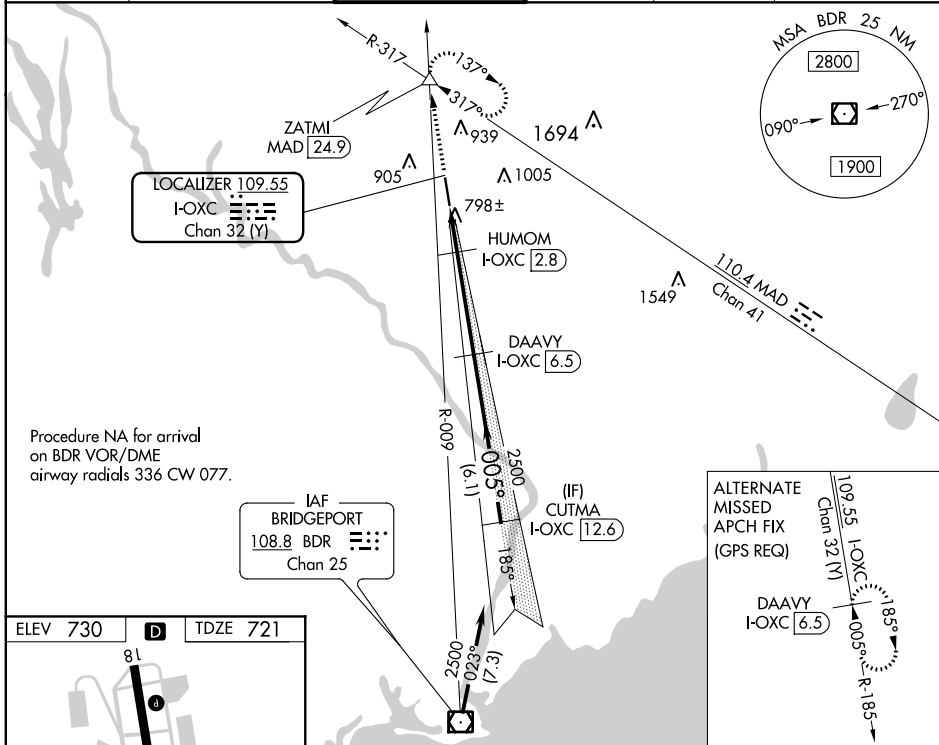 R-317
137°
317°
ZATMI
MAD 24.9
939
1694
905
1005
LOCALIZER 109.55
I-OXC
Chan 32 (Y)
798±
HUMOM
I-OXC 2.8
MSA BDR 25 NM
2800
090°
270°
1900
110.4 MAD
Chan 41
1549
DAAVY
I-OXC 6.5
R-009
Procedure NA for arrival
on BDR VOR/DME
airway radials 336 CW 077.
2500
005°
(6.1)
(IF)
CUTMA
I-OXC 12.6
185°
IAF
BRIDGEPORT
108.8 BDR
Chan 25
2500
023°
(7.3)
ALTERNATE
MISSED
APCH FIX
(GPS REQ)
109.55 I-OXC
Chan 32 (Y)
DAAVY
I-OXC 6.5
185°
005°
R-185
ELEV 730 D TDZE 721
18
P